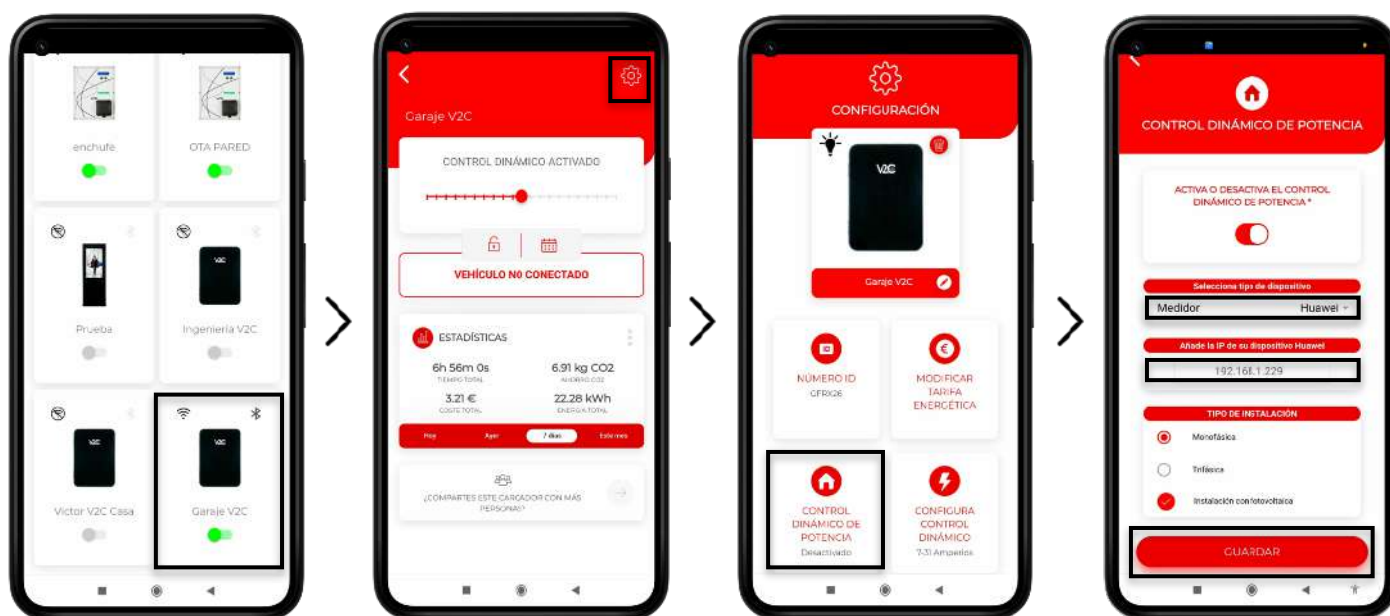 enchufe
OTA PARED
Prueba
V2C
Ingeniería V2C
V2C
Victor V2C Casa
V2C
Garaje V2C
Garaje V2C
CONTROL DINÁMICO ACTIVADO
VEHÍCULO NO CONECTADO
ESTADÍSTICAS
6h 56m 0s
TIEMPO TOTAL
6.91 kg CO2
AHORRO CO2
3.21 €
COSTE TOTAL
22.28 kWh
ENERGÍA TOTAL
Hoy
Ayer
7 días
Este mes
¿COMPARTES ESTE CARGADOR CON MÁS
PERSONAS?
CONFIGURACIÓN
V2C
Garaje V2C
NÚMERO ID
GFRX26
MODIFICAR
TARIFA
ENERGÉTICA
CONTROL
DINÁMICO DE
POTENCIA
Desactivado
CONFIGURA
CONTROL
DINÁMICO
7-31 Amperios
CONTROL DINÁMICO DE POTENCIA
ACTIVA O DESACTIVA EL CONTROL
DINÁMICO DE POTENCIA *
Selecciona tips de dispositivo
Medidor Huawei
Añade la IP de su dispositivo Huawei
192.168.1.229
TIPO DE INSTALACIÓN
Monofásica
Trifásica
Instalación con fotovoltaica
GUARDAR